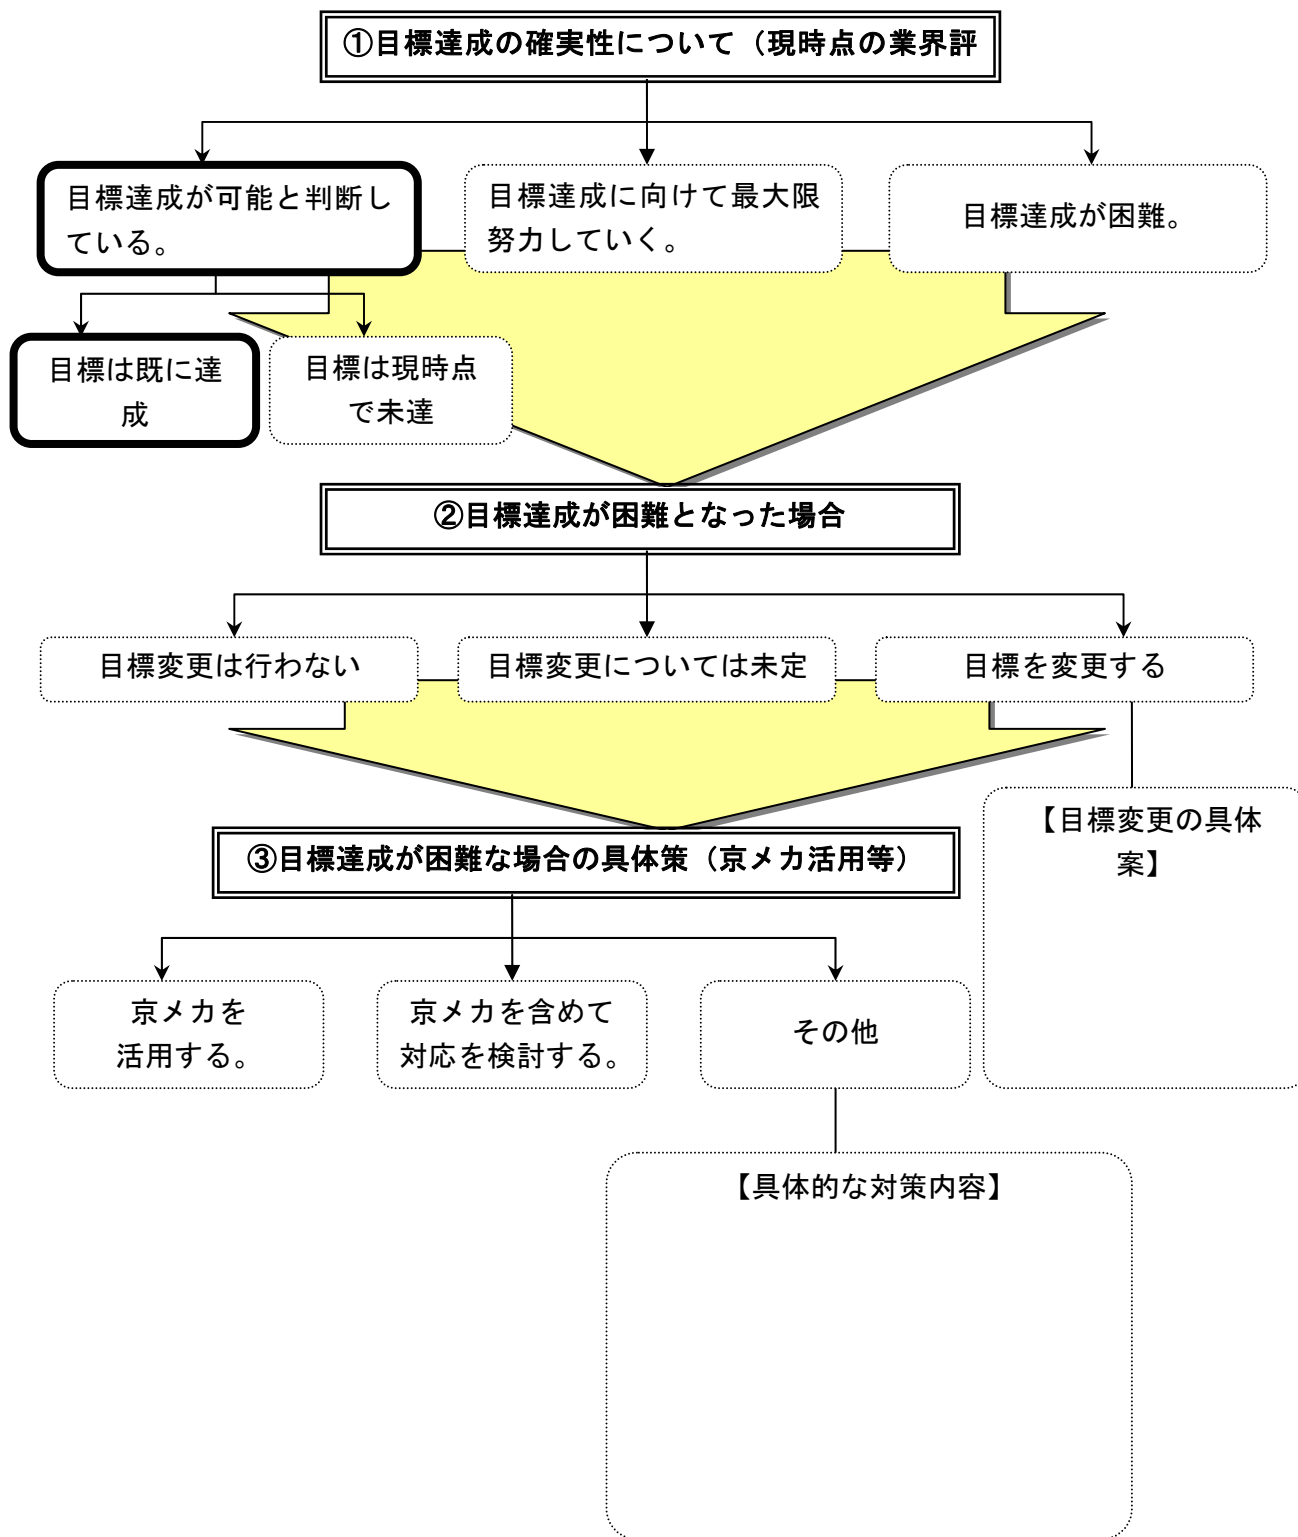 ①目標達成の確実性について（現時点の業界評
目標達成が可能と判断し
ている。
目標達成に向けて最大限
努力していく。
目標達成が困難。
目標は既に達
成
目標は現時点
で未達
②目標達成が困難となった場合
目標変更は行わない
目標変更については未定
目標を変更する
【目標変更の具体
案】
③目標達成が困難な場合の具体策（京メカ活用等）
京メカを
活用する。
京メカを含めて
対応を検討する。
その他
【具体的な対策内容】